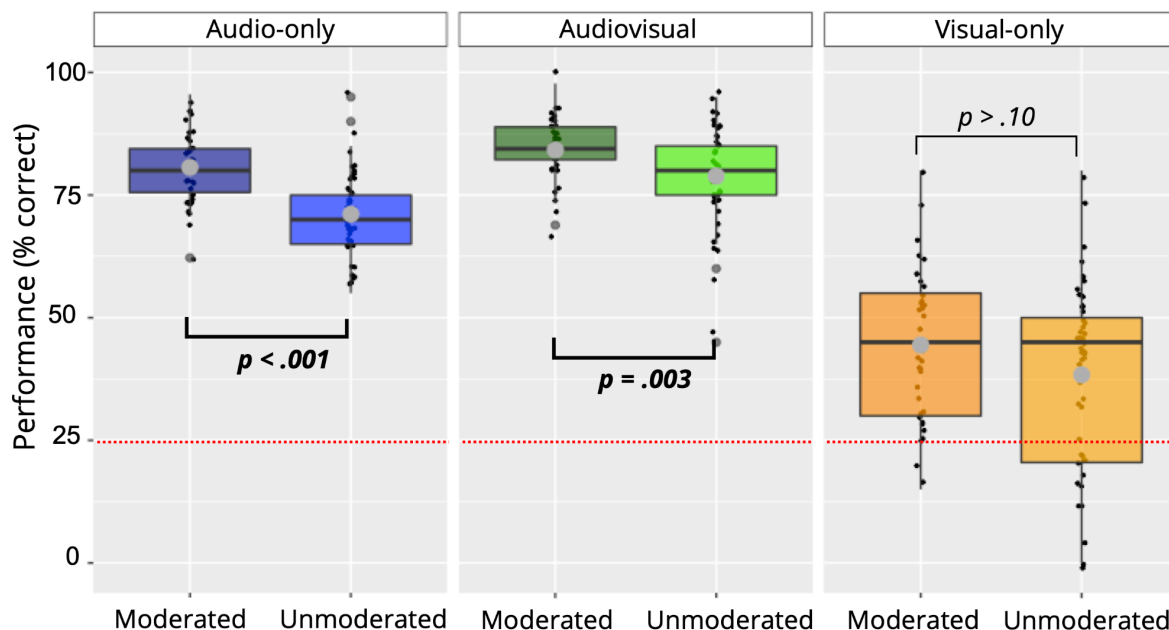 Audio-only
Audiovisual
Visual-only
Performance (% correct)
100
75
50
25
0
p < .001
p = .003
p > .10
Moderated
Unmoderated
Moderated
Unmoderated
Moderated
Unmoderated